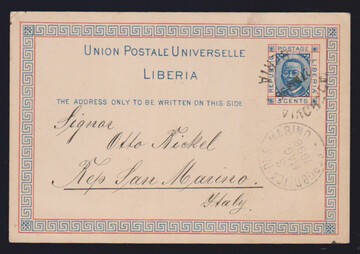 UNION POSTALE UNIVERSELLE
LIBERIA
POSTAGE
REPUBLIC
LIBERIA
3 CENTS
THE ADDRESS ONLY TO BE WRITTEN ON THIS SIDE
Signor
Otto Nickel
Rep San Marino.
Italy.